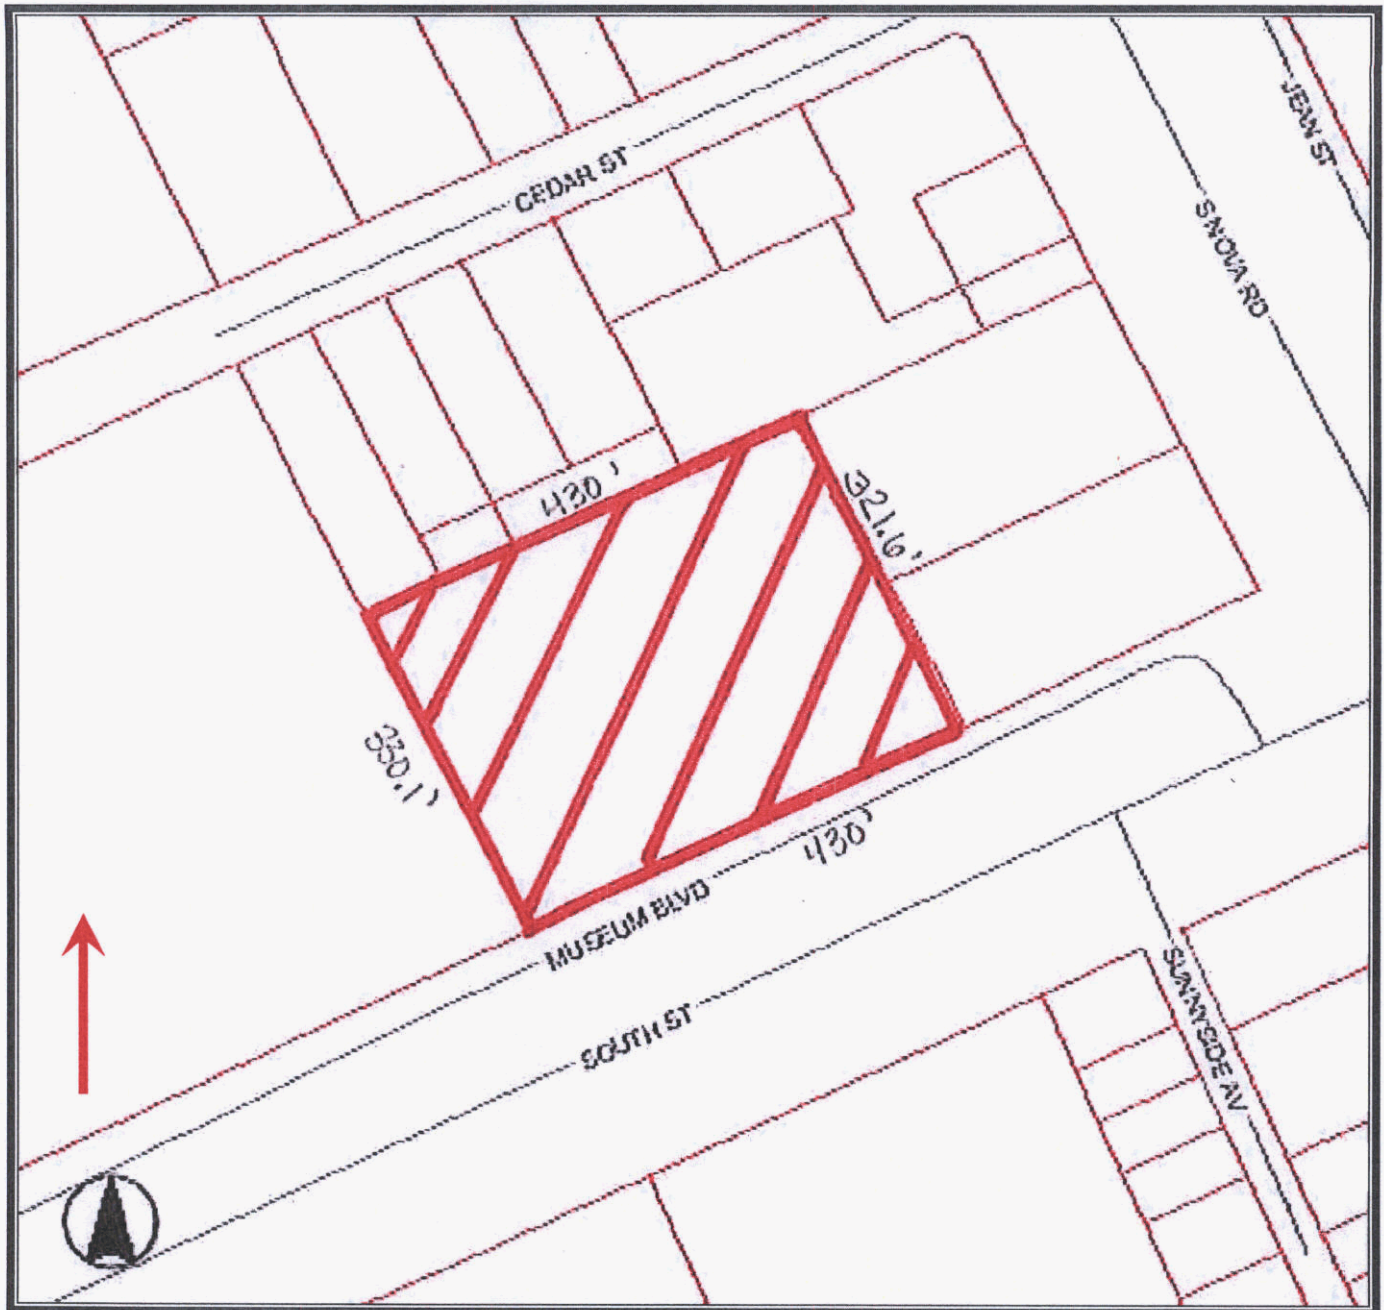 JEAN ST
CEDAR ST
S NOVA RD
430'
321.6'
330.1'
430'
MUSEUM BLVD
SOUTH ST
SUNNYSIDE AV